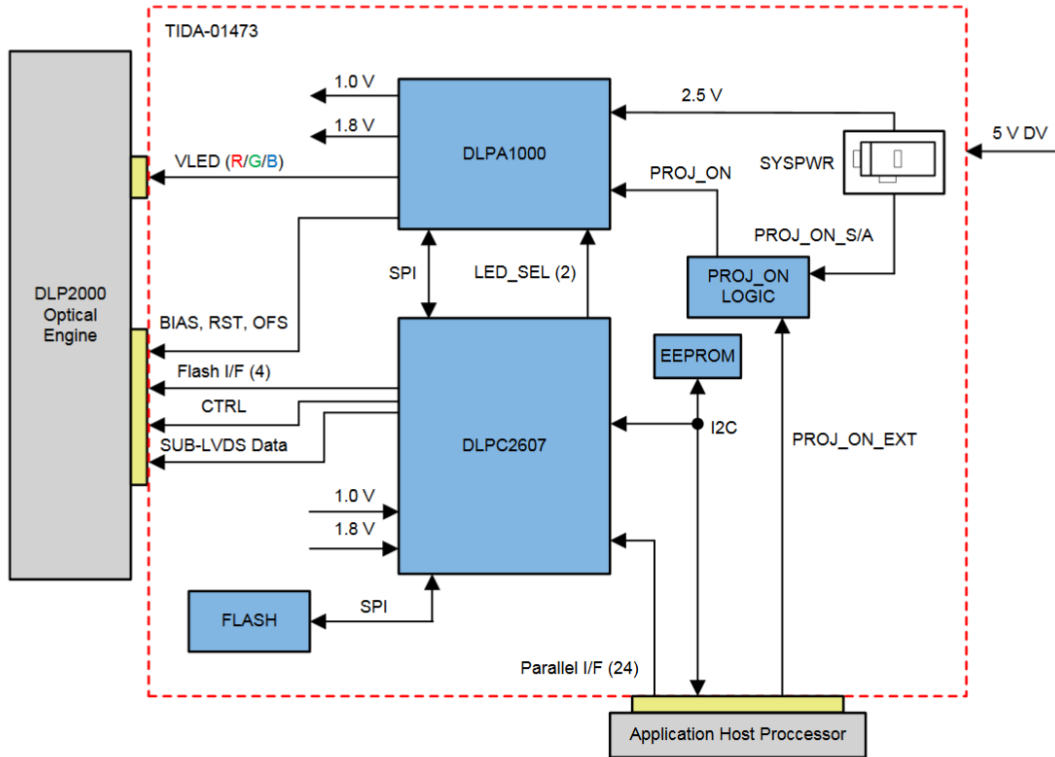 TIDA-01473
1.0 V
1.8 V
VLED (R/G/B)
DLPA1000
2.5 V
5 V DV
SYSPWR
PROJ_ON
PROJ_ON_S/A
SPI
LED_SEL (2)
PROJ_ON
LOGIC
DLP2000
Optical
Engine
BIAS, RST, OFS
Flash I/F (4)
CTRL
SUB-LVDS Data
EEPROM
I2C
DLPC2607
PROJ_ON_EXT
1.0 V
1.8 V
FLASH
SPI
Parallel I/F (24)
Application Host Proccessor